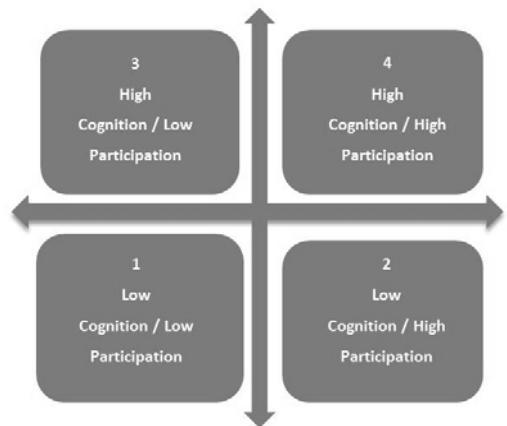 3
High
Cognition / Low
Participation
4
High
Cognition / High
Participation
1
Low
Cognition / Low
Participation
2
Low
Cognition / High
Participation